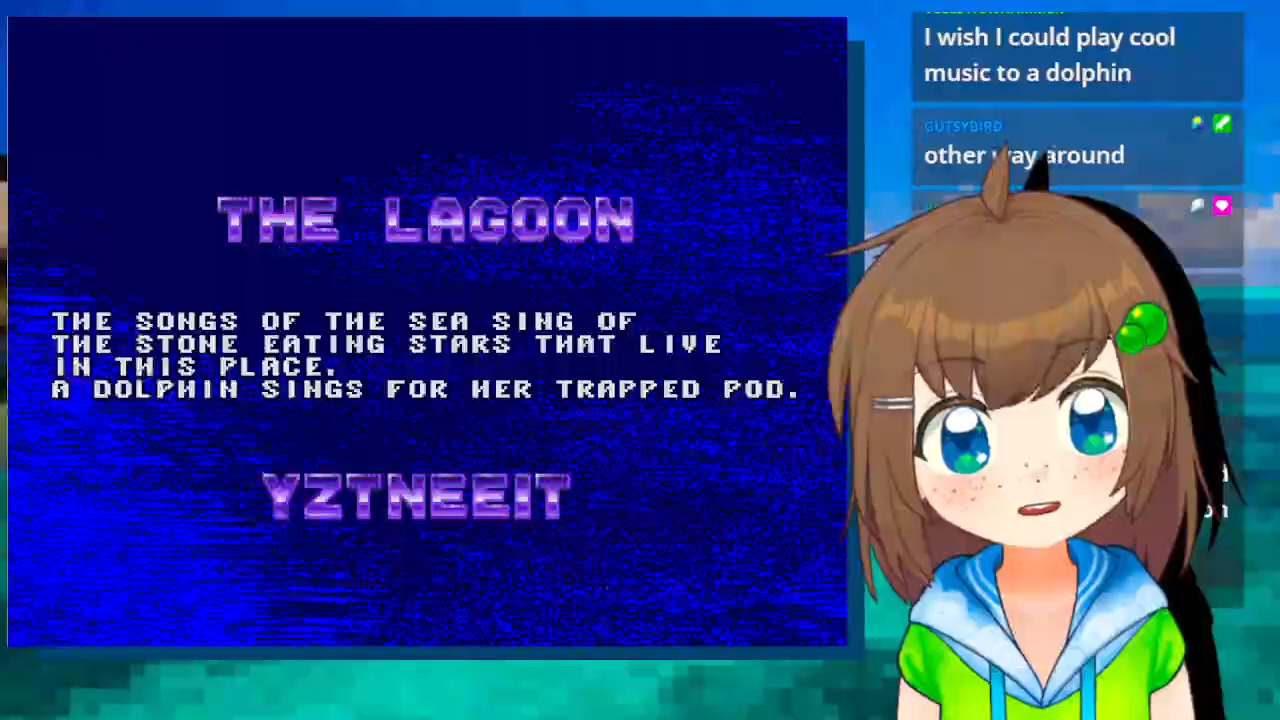 THE LAGOON
THE SONGS OF THE SEA SING OF
THE STONE EATING STARS THAT LIVE
IN THIS PLACE.
A DOLPHIN SINGS FOR HER TRAPPED POD.
YZTNEEIT
I wish I could play cool
music to a dolphin
GUTSYBIRD
other way around